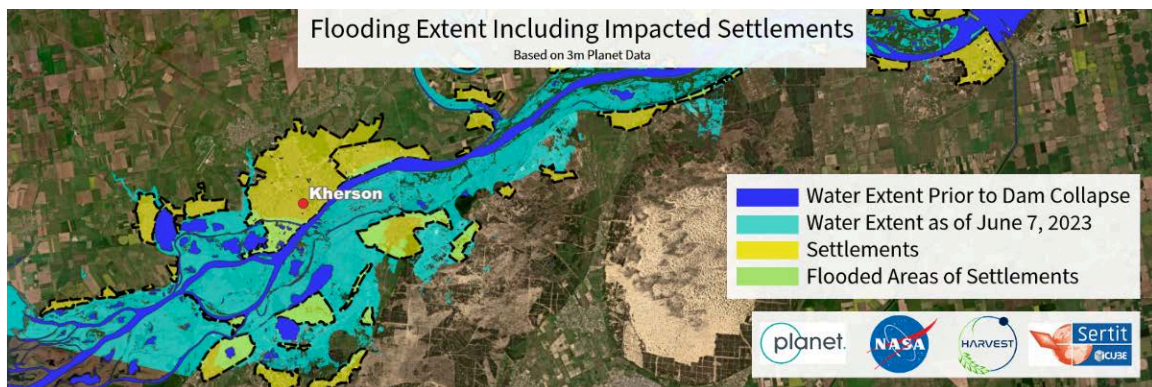 Flooding Extent Including Impacted Settlements
Based on 3m Planet Data
Kherson
Water Extent Prior to Dam Collapse
Water Extent as of June 7, 2023
Settlements
Flooded Areas of Settlements
planet.
NASA
HARVEST
Sertit
iCUBE